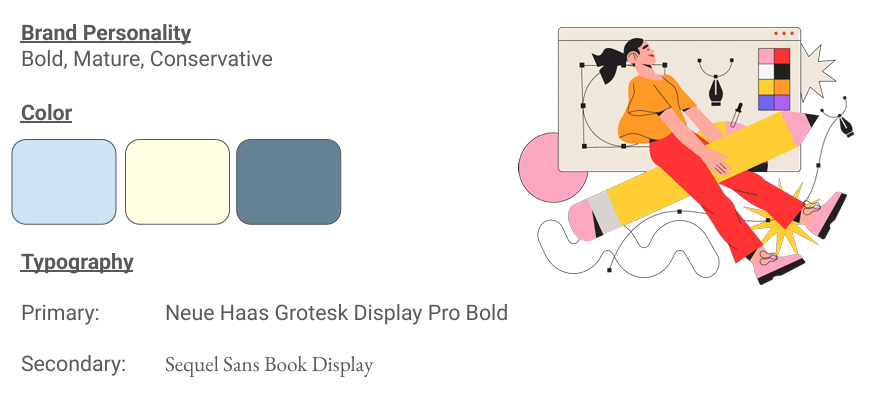 Brand Personality
Bold, Mature, Conservative
Color
Typography
Primary: Neue Haas Grotesk Display Pro Bold
Secondary: Sequel Sans Book Display